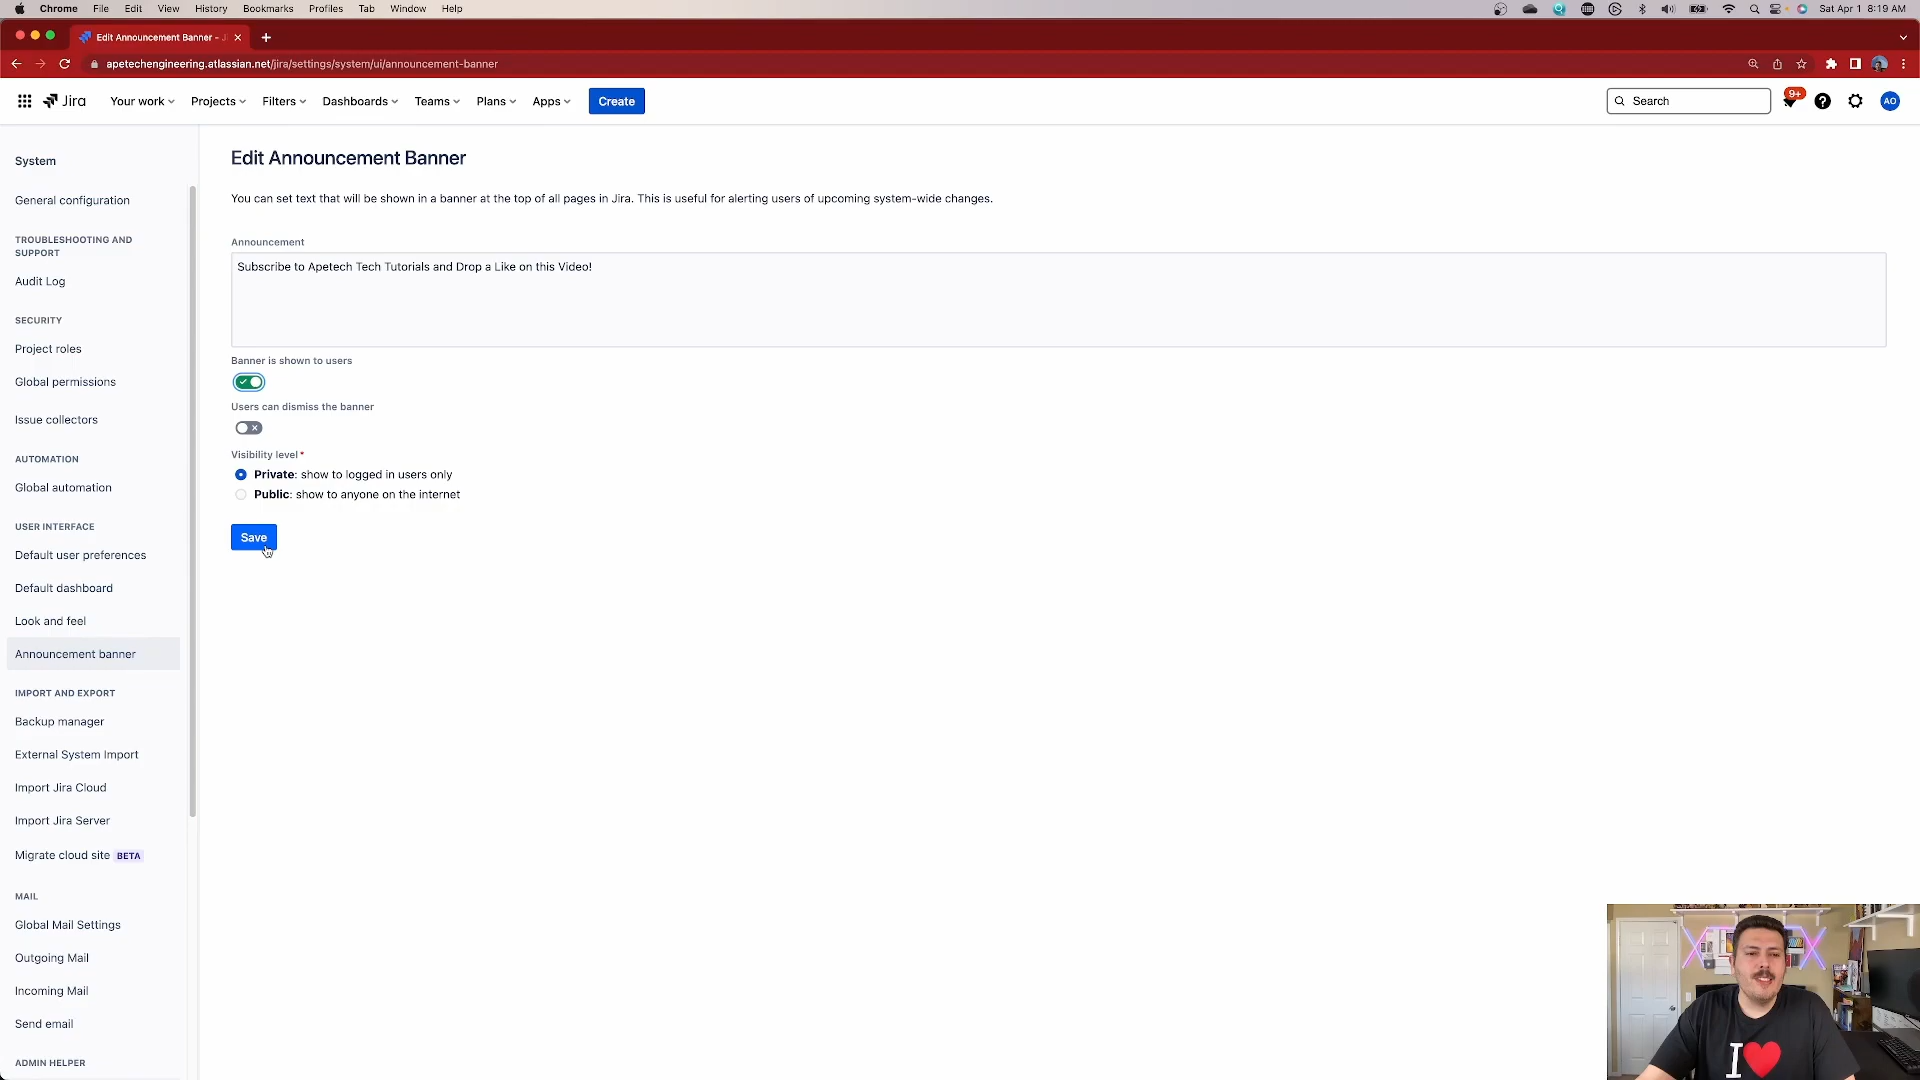 Chrome File Edit View History Bookmarks Profiles Tab Window Help Sat Apr 1 8:19 AM
Edit Announcement Banner - Ji
apetechengineering.atlassian.net/jira/settings/system/ui/announcement-banner
Jira Your work Projects Filters Dashboards Teams Plans Apps Create Search 9+ AO
System
General configuration
TROUBLESHOOTING AND
SUPPORT
Audit Log
SECURITY
Project roles
Global permissions
Issue collectors
AUTOMATION
Global automation
USER INTERFACE
Default user preferences
Default dashboard
Look and feel
Announcement banner
IMPORT AND EXPORT
Backup manager
External System Import
Import Jira Cloud
Import Jira Server
Migrate cloud site BETA
MAIL
Global Mail Settings
Outgoing Mail
Incoming Mail
Send email
ADMIN HELPER
Edit Announcement Banner
You can set text that will be shown in a banner at the top of all pages in Jira. This is useful for alerting users of upcoming system-wide changes.
Announcement
Subscribe to Apetech Tech Tutorials and Drop a Like on this Video!
Banner is shown to users
Users can dismiss the banner
Visibility level*
Private: show to logged in users only
Public: show to anyone on the internet
Save
I